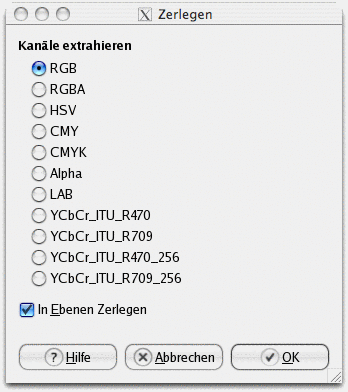 Zerlegen
Kanäle extrahieren
RGB
RGBA
HSV
CMY
CMYK
Alpha
LAB
YCbCr_ITU_R470
YCbCr_ITU_R709
YCbCr_ITU_R470_256
YCbCr_ITU_R709_256
In Ebenen Zerlegen
Hilfe Abbrechen OK